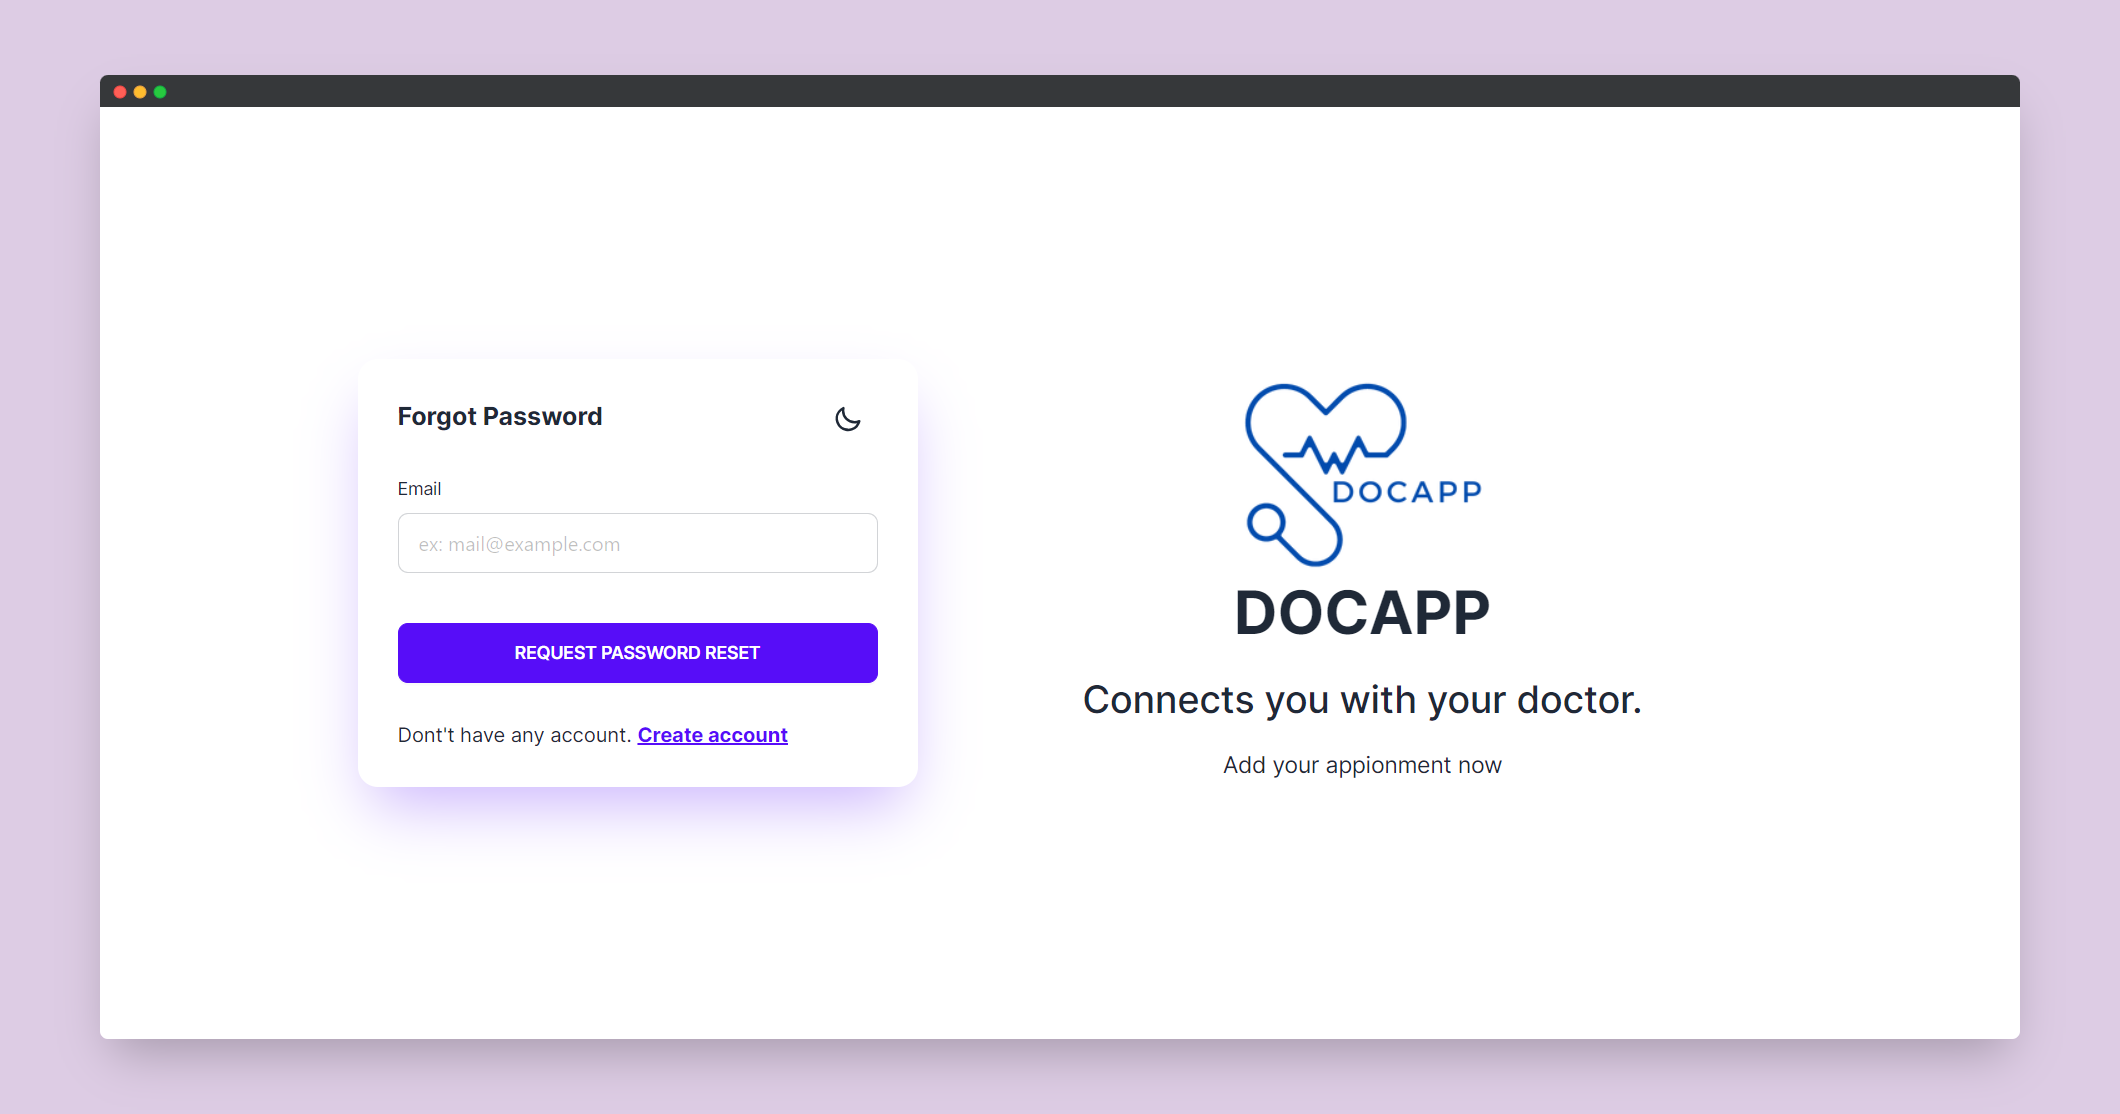 Forgot Password
Email
ex: mail@example.com
REQUEST PASSWORD RESET
Dont't have any account. Create account
DOCAPP
DOCAPP
Connects you with your doctor.
Add your appionment now